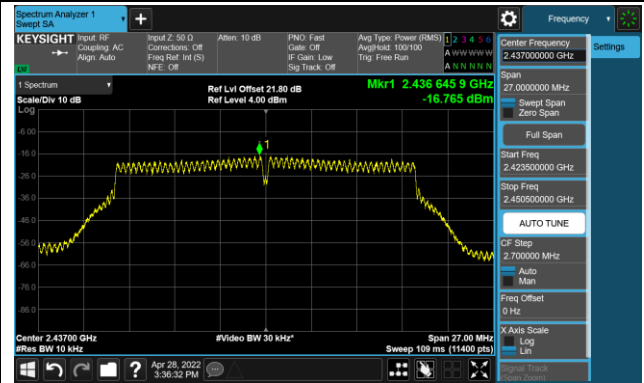 Spectrum Analyzer 1
Swept SA
+
Frequency
KEYSIGHT Input: RF
Coupling: AC
Align: Auto
Input Z: 50 Ω
Corrections: Off
Freq Ref: Int (S)
NFE: Off
Atten: 10 dB
PNO: Fast
Gate: Off
IF Gain: Low
Sig Track: Off
Avg Type: Power (RMS)
Avg|Hold: 100/100
Trig: Free Run
1 2 3 4 5 6
A W W W W W
A N N N N N
1 Spectrum
Scale/Div 10 dB
Log
Ref Lvl Offset 21.80 dB
Ref Level 4.00 dBm
Mkr1 2.436 645 9 GHz
-16.765 dBm
1
-6.00
-16.0
-26.0
-36.0
-46.0
-56.0
-66.0
-76.0
-86.0
Center 2.43700 GHz
#Res BW 10 kHz
#Video BW 30 kHz*
Span 27.00 MHz
Sweep 109 ms (11400 pts)
Center Frequency
2.437000000 GHz
Settings
Span
27.0000000 MHz
Swept Span
Zero Span
Full Span
Start Freq
2.423500000 GHz
Stop Freq
2.450500000 GHz
AUTO TUNE
CF Step
2.700000 MHz
Auto
Man
Freq Offset
0 Hz
X Axis Scale
Log
Lin
Signal Track
(Span Zoom)
?
Apr 28, 2022
3:36:32 PM